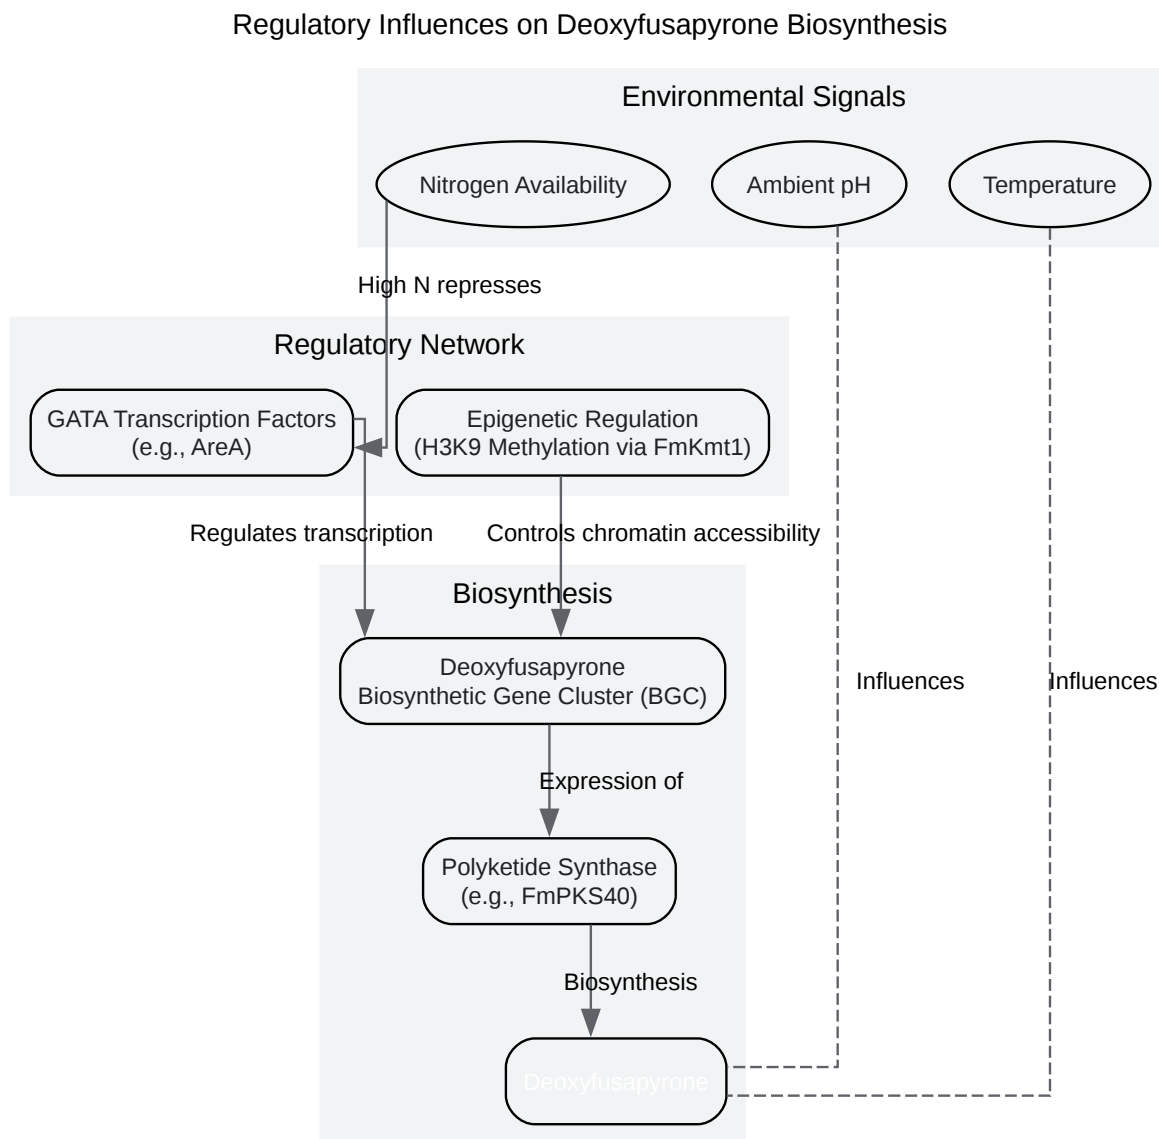 Regulatory Influences on Deoxyfusapyrone Biosynthesis
Environmental Signals
Nitrogen Availability
Ambient pH
Temperature
High N represses
Regulatory Network
GATA Transcription Factors
(e.g., AreA)
Epigenetic Regulation
(H3K9 Methylation via FmKmt1)
Regulates transcription
Controls chromatin accessibility
Biosynthesis
Deoxyfusapyrone
Biosynthetic Gene Cluster (BGC)
Influences
Influences
Expression of
Polyketide Synthase
(e.g., FmPKS40)
Biosynthesis
Deoxyfusapyrone